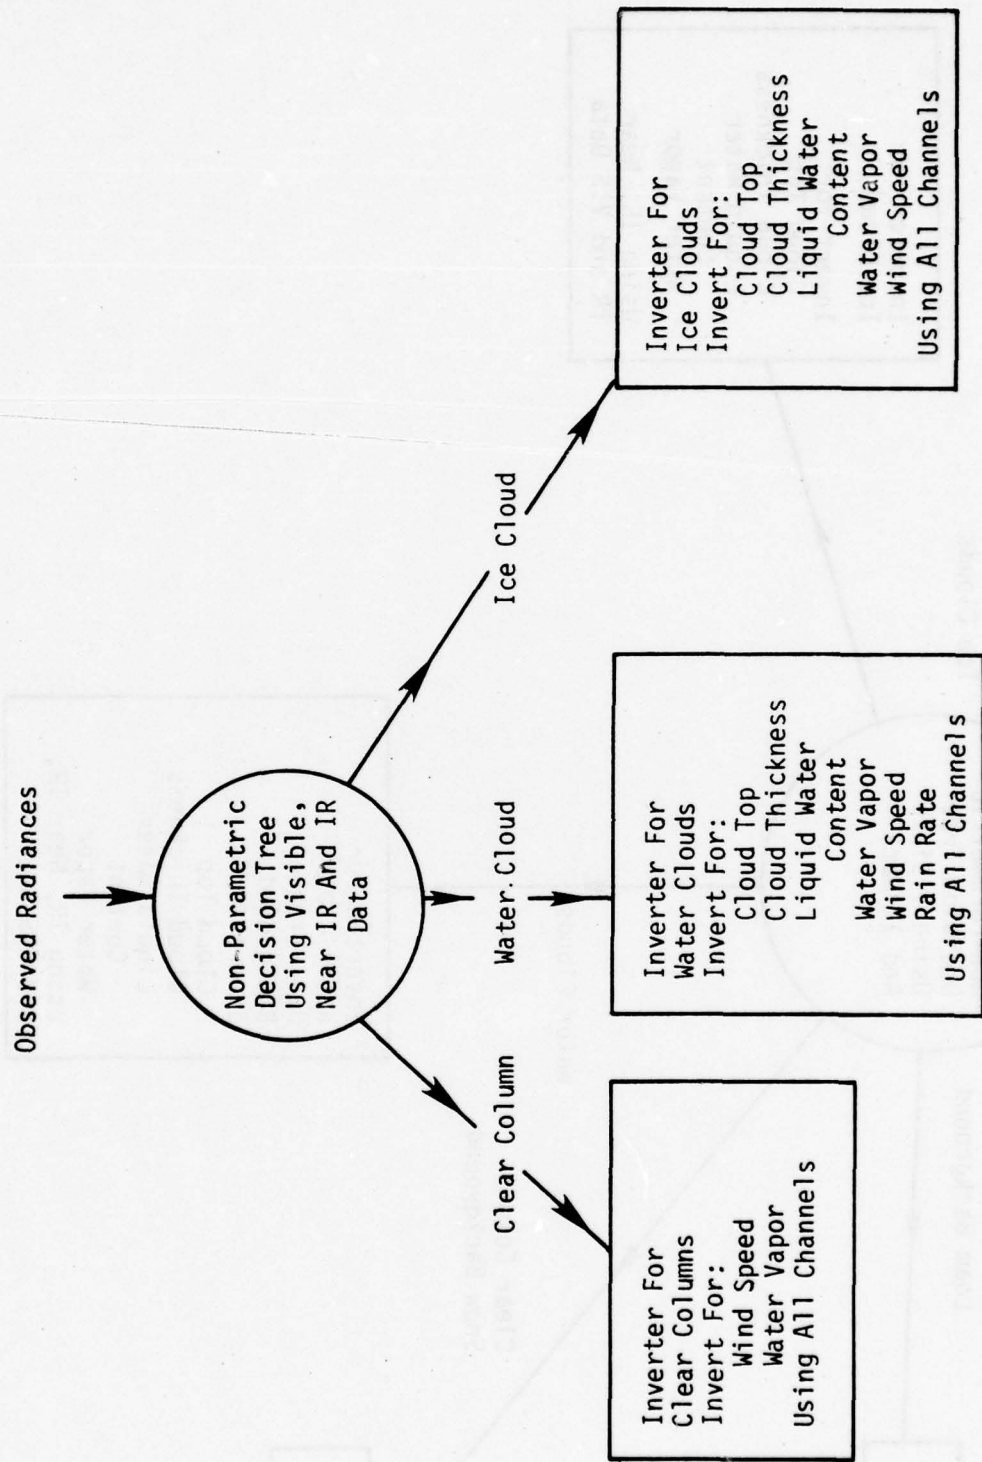 Observed Radiances
Non-Parametric
Decision Tree
Using Visible,
Near IR And IR
Data
Clear Column
Water Cloud
Ice Cloud
Inverter For
Clear Columns
Invert For:
Wind Speed
Water Vapor
Using All Channels
Inverter For
Water Clouds
Invert For:
Cloud Top
Cloud Thickness
Liquid Water
Content
Water Vapor
Wind Speed
Rain Rate
Using All Channels
Inverter For
Ice Clouds
Invert For:
Cloud Top
Cloud Thickness
Liquid Water
Content
Water Vapor
Wind Speed
Using All Channels